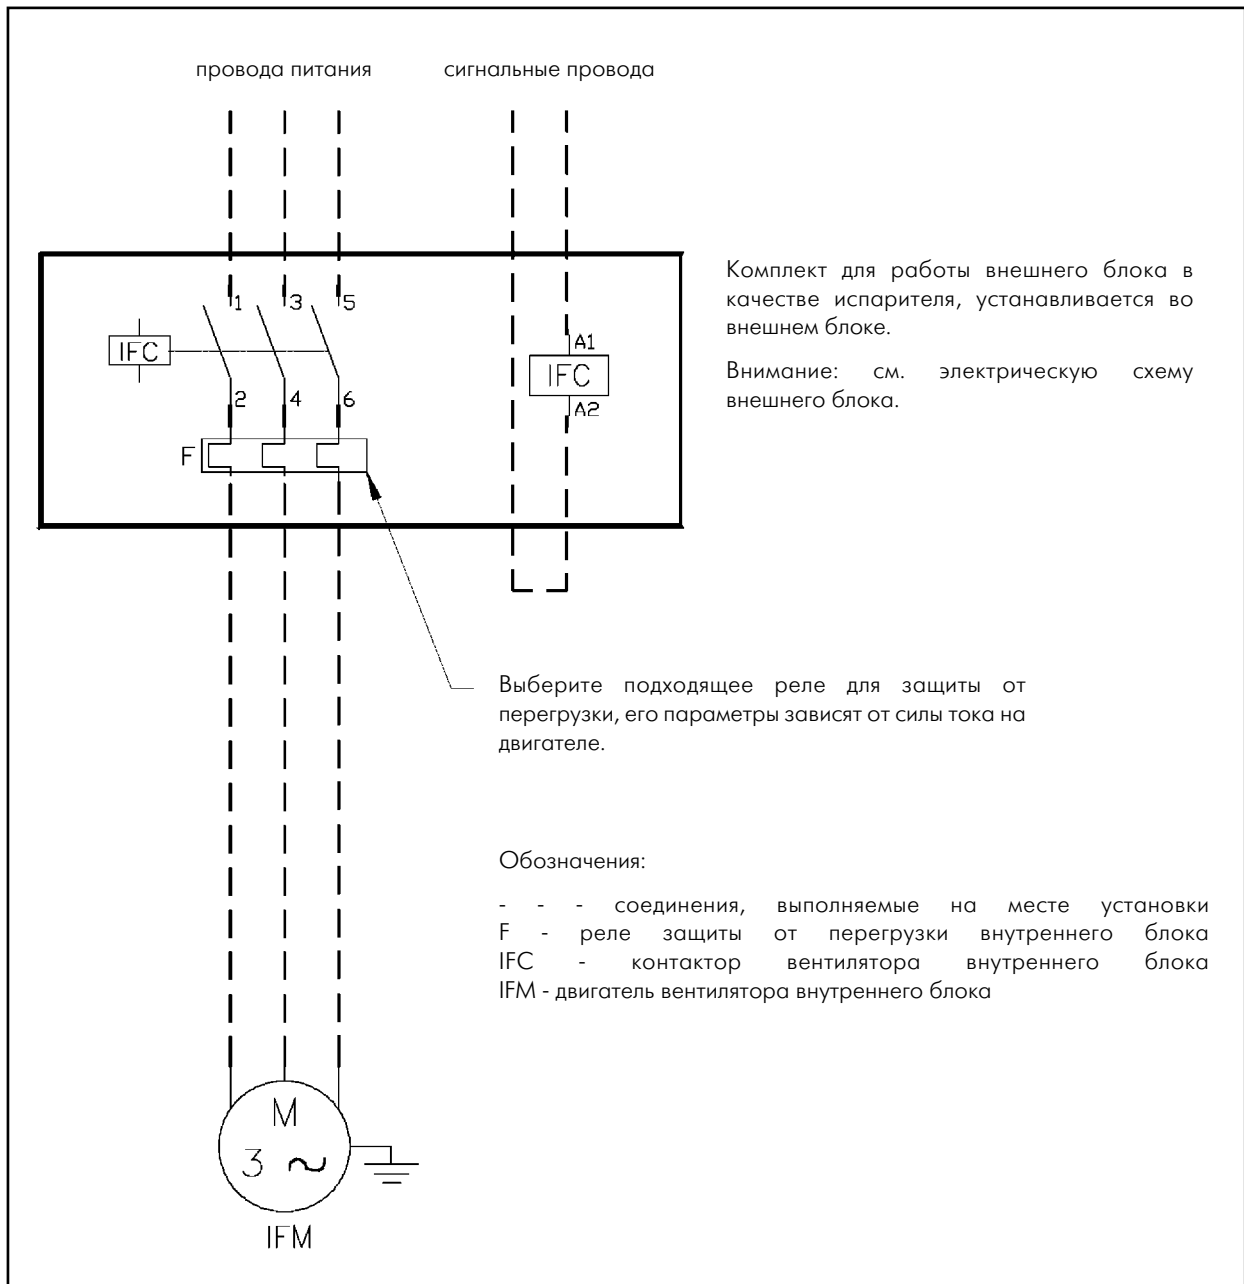 провода питания
сигнальные провода
1
3
5
IFC
A1
IFC
A2
2
4
6
F
Комплект для работы внешнего блока в
качестве испарителя, устанавливается во
внешнем блоке.
Внимание: см. электрическую схему
внешнего блока.
Выберите подходящее реле для защиты от
перегрузки, его параметры зависят от силы тока на
двигателе.
Обозначения:
- - - соединения, выполняемые на месте установки
F - реле защиты от перегрузки внутреннего блока
IFC - контактор вентилятора внутреннего блока
IFM - двигатель вентилятора внутреннего блока
M
3 ~
IFM